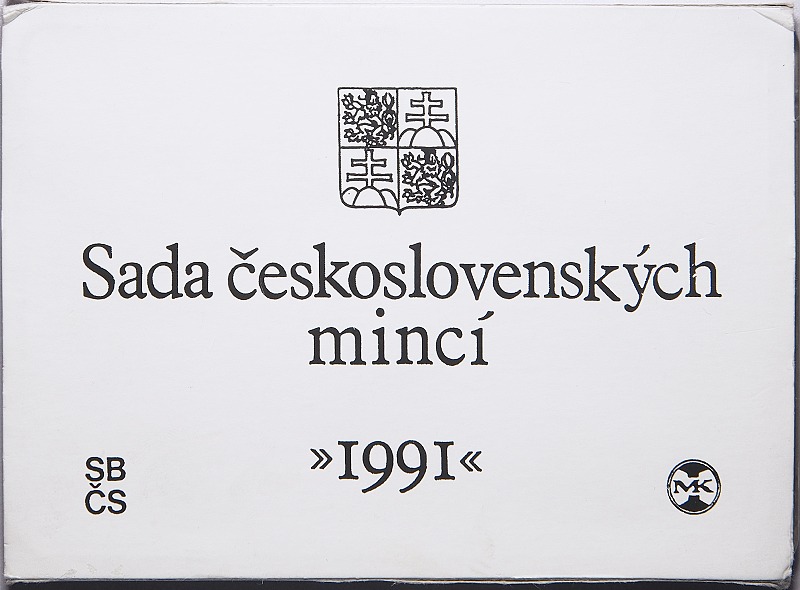 Sada československých
mincí
»1991«
SB
ČS
MK